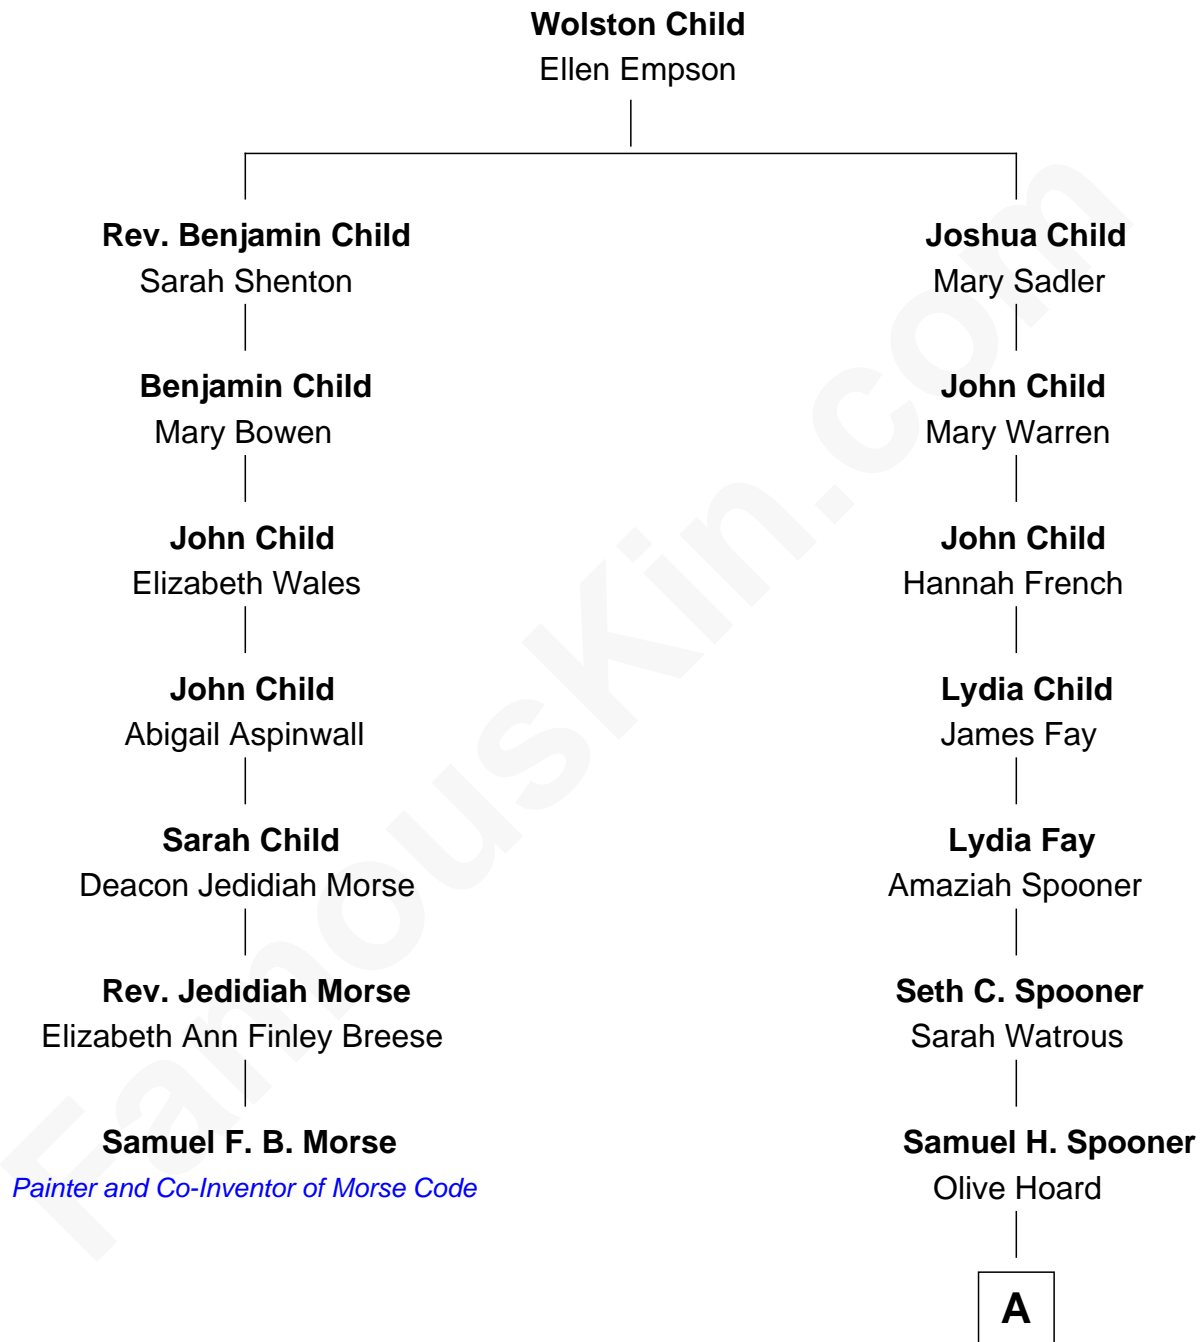 Wolston Child
Ellen Empson
Rev. Benjamin Child
Sarah Shenton
Benjamin Child
Mary Bowen
John Child
Elizabeth Wales
John Child
Abigail Aspinwall
Sarah Child
Deacon Jedidiah Morse
Rev. Jedidiah Morse
Elizabeth Ann Finley Breese
Samuel F. B. Morse
Painter and Co-Inventor of Morse Code
Joshua Child
Mary Sadler
John Child
Mary Warren
John Child
Hannah French
Lydia Child
James Fay
Lydia Fay
Amaziah Spooner
Seth C. Spooner
Sarah Watrous
Samuel H. Spooner
Olive Hoard
A
FamousKin.com